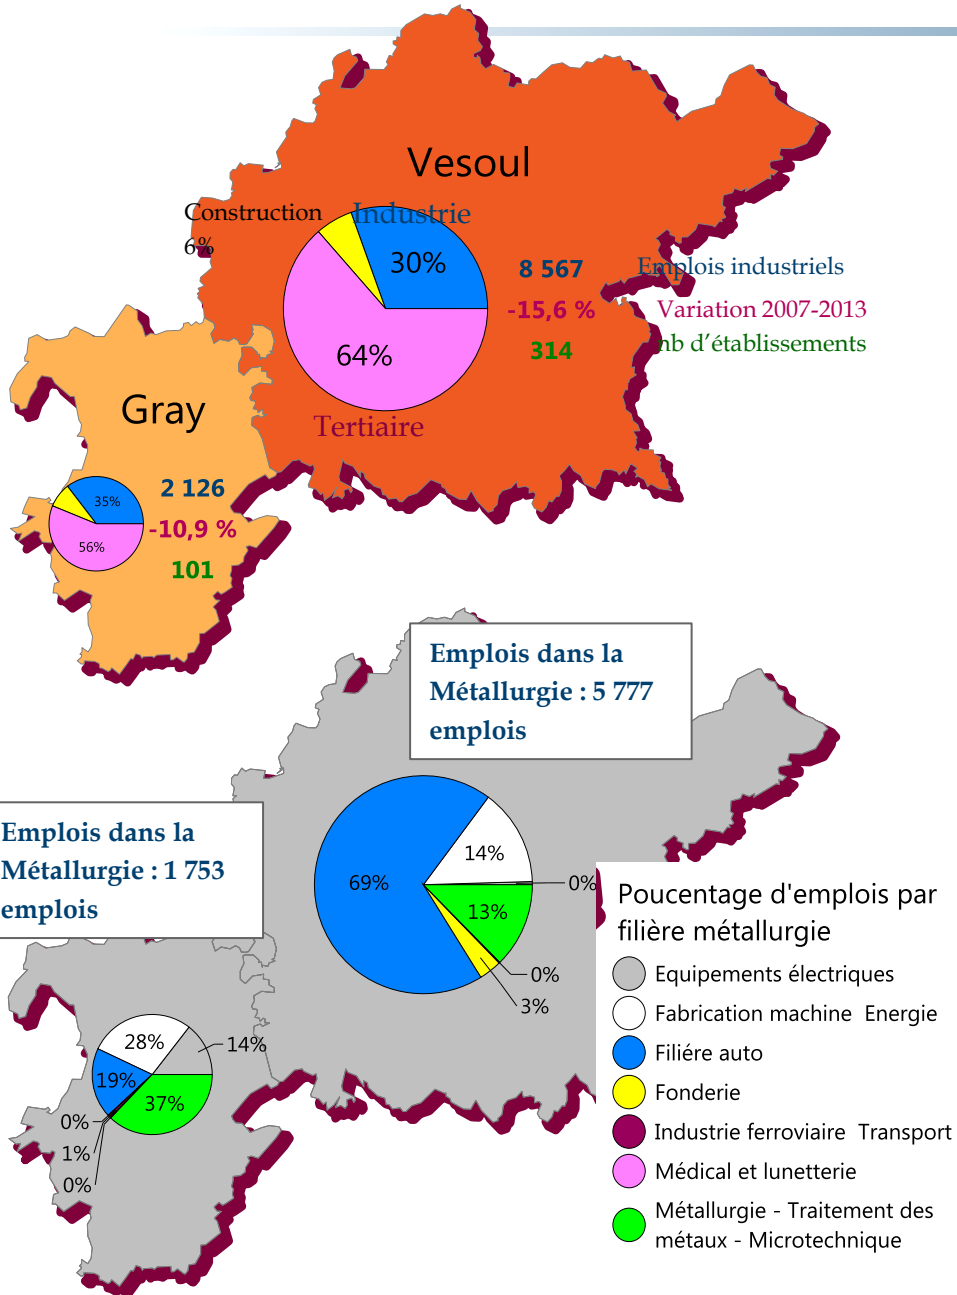 Vesoul
Construction
6%
Industrie
30%
64%
Tertiaire
8 567
-15,6 %
314
Emplois industriels
Variation 2007-2013
nb d'établissements
Gray
35%
56%
2 126
-10,9 %
101
Emplois dans la
Métallurgie : 5 777
emplois
Emplois dans la
Métallurgie : 1 753
emplois
69%
14%
0%
13%
0%
3%
28%
14%
19%
37%
0%
1%
0%
Poucentage d'emplois par
filière métallurgie
Equipements électriques
Fabrication machine Energie
Filiére auto
Fonderie
Industrie ferroviaire Transport
Médical et lunetterie
Métallurgie - Traitement des
métaux - Microtechnique